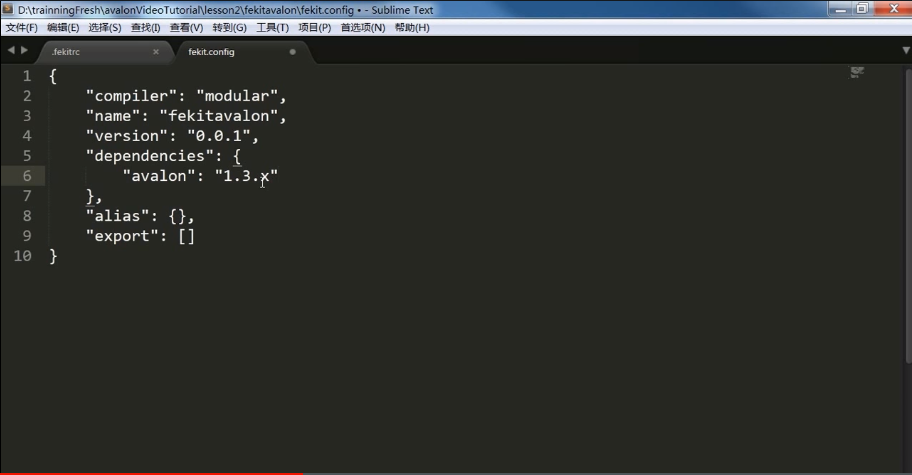 D:\trainningFresh\avalonVideoTutorial\lesson2\fekitavalon\fekit.config • - Sublime Text
文件(F) 编辑(E) 选择(S) 查找(I) 查看(V) 转到(G) 工具(T) 项目(P) 首选项(N) 帮助(H)
.fekitrc fekit.config
1 {
2 "compiler": "modular",
3 "name": "fekitavalon",
4 "version": "0.0.1",
5 "dependencies": {
6 "avalon": "1.3.x"
7 },
8 "alias": {},
9 "export": []
10 }